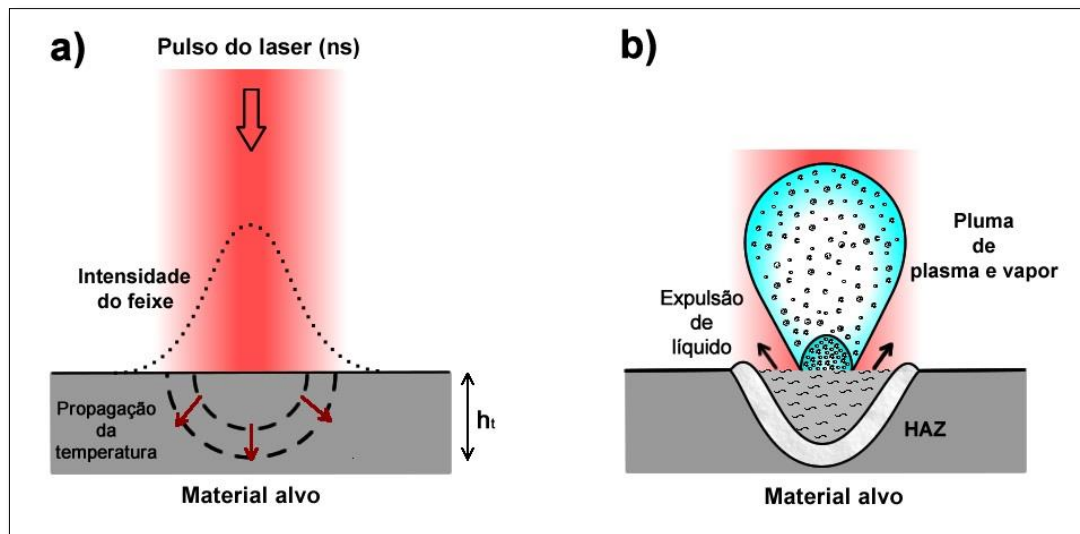 a)
Pulso do laser (ns)
Intensidade
do feixe
Propagação
da
temperatura
ht
Material alvo
b)
Pluma
de
plasma e vapor
Expulsão
de
líquido
HAZ
Material alvo